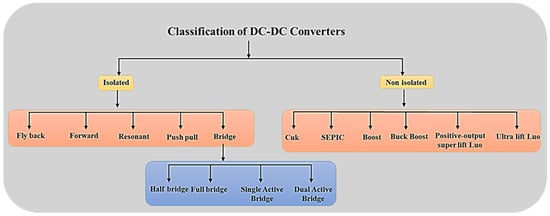 Classification of DC-DC Converters
Isolated
Non isolated
Fly back
Forward
Resonant
Push pull
Bridge
Cuk
SEPIC
Boost
Buck Boost
Positive-output
super lift Luo
Ultra lift Luo
Half bridge
Full bridge
Single Active
Bridge
Dual Active
Bridge